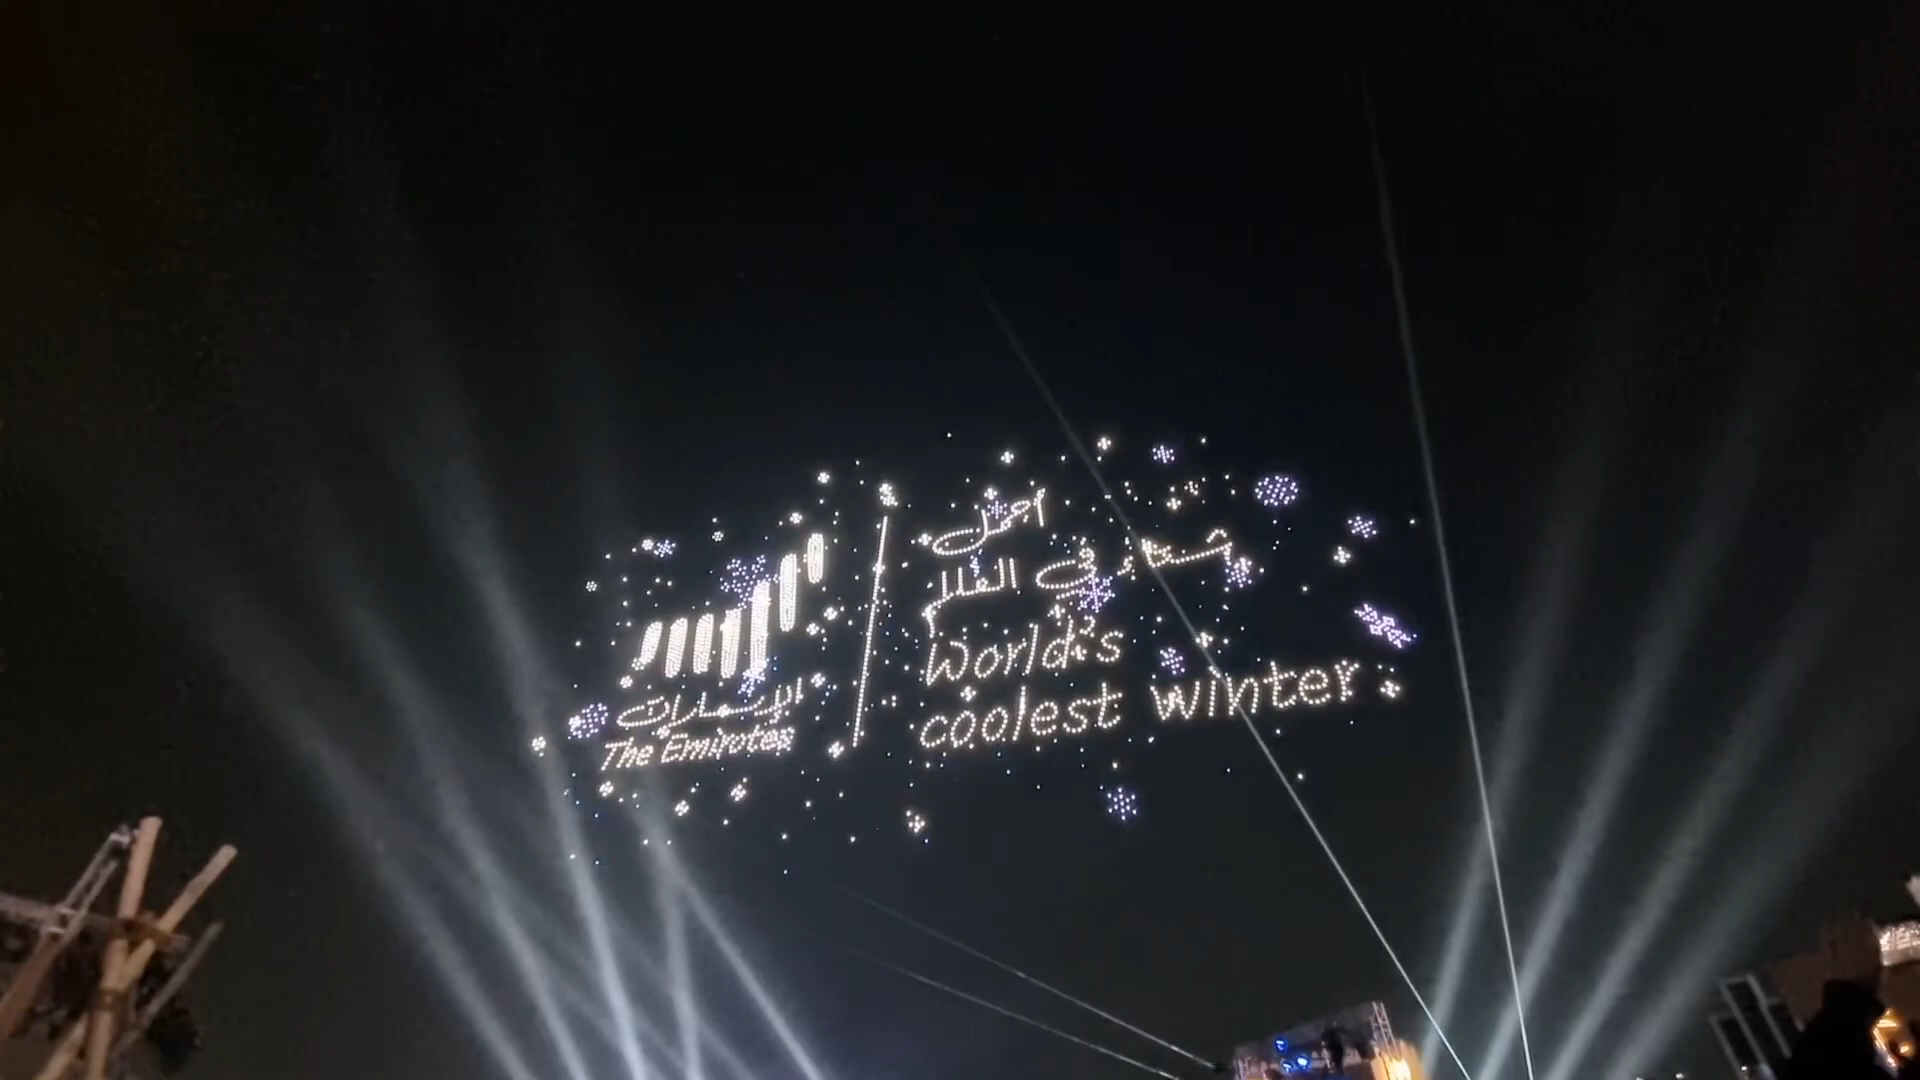 الإمارات
The Emirates
أجمل
شتاء في العالم
World's
coolest winter